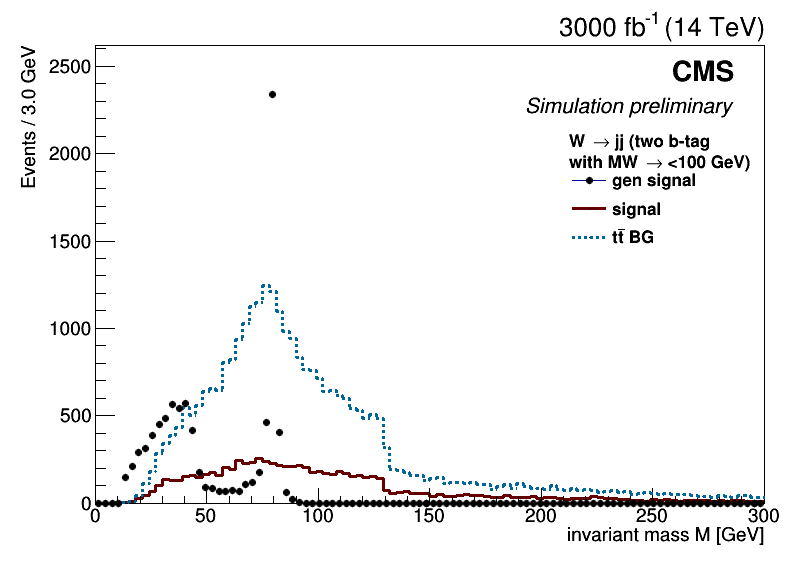 3000 fb-1 (14 TeV)
CMS
Simulation preliminary
W → jj (two b-tag
with MW → <100 GeV)
gen signal
signal
tt̄ BG
Events / 3.0 GeV
2500
2000
1500
1000
500
0
0 50 100 150 200 250 300
invariant mass M [GeV]